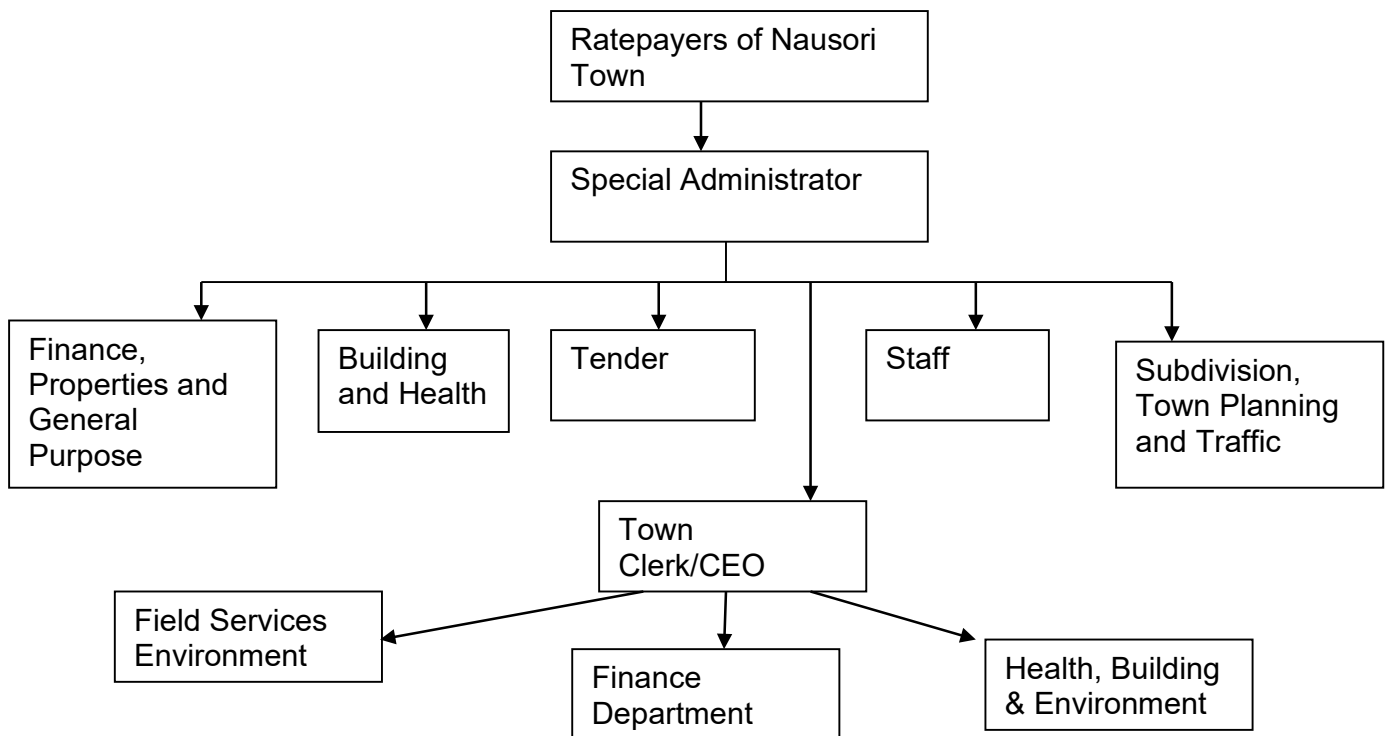 Ratepayers of Nausori
Town
Special Administrator
Finance,
Properties and
General
Purpose
Building
and Health
Tender
Staff
Subdivision,
Town Planning
and Traffic
Town
Clerk/CEO
Field Services
Environment
Finance
Department
Health, Building
& Environment